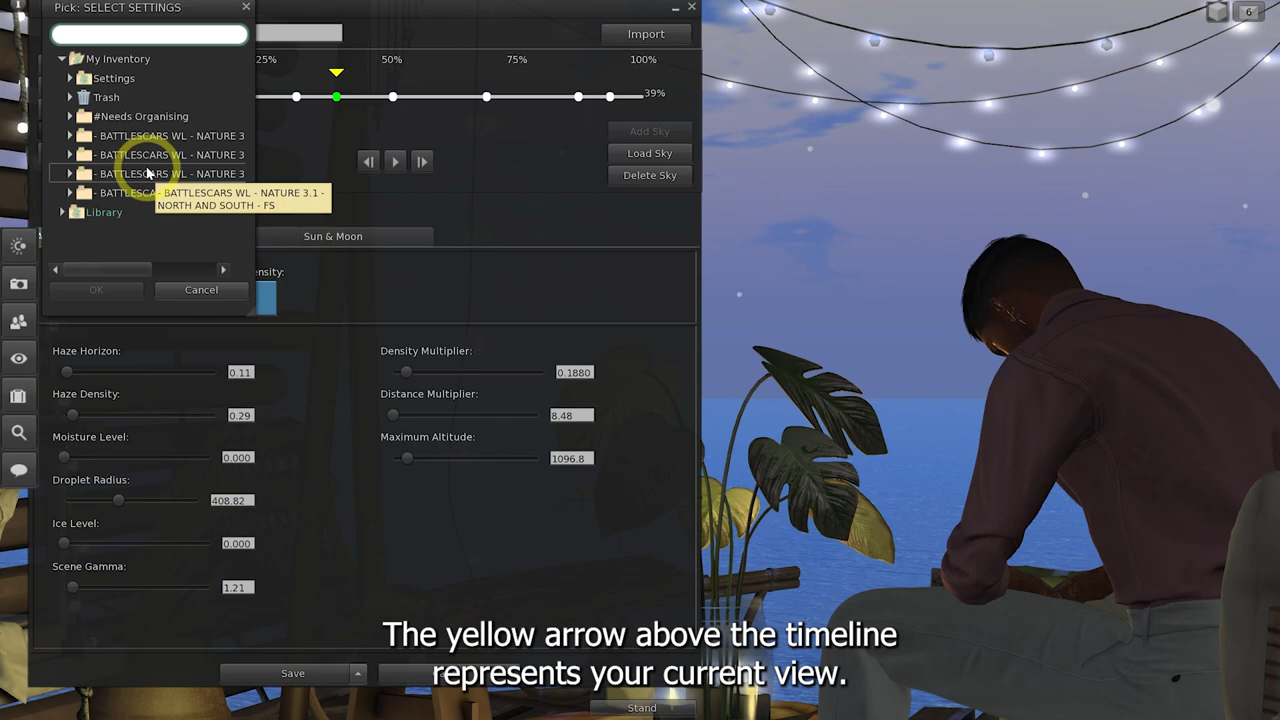 Pick: SELECT SETTINGS
My Inventory
Settings
Trash
#Needs Organising
- BATTLESCARS WL - NATURE 3
- BATTLESCARS WL - NATURE 3
- BATTLESCARS WL - NATURE 3
- BATTLESCA
- BATTLESCARS WL - NATURE 3.1 -
NORTH AND SOUTH - FS
Library
OK
Cancel
Import
25%
50%
75%
100%
39%
Add Sky
Load Sky
Delete Sky
Sun & Moon
ensity:
Haze Horizon:
0.11
Haze Density:
0.29
Moisture Level:
0.000
Droplet Radius:
408.82
Ice Level:
0.000
Scene Gamma:
1.21
Density Multiplier:
0.1880
Distance Multiplier:
8.48
Maximum Altitude:
1096.8
The yellow arrow above the timeline
represents your current view.
Save
Stand
6